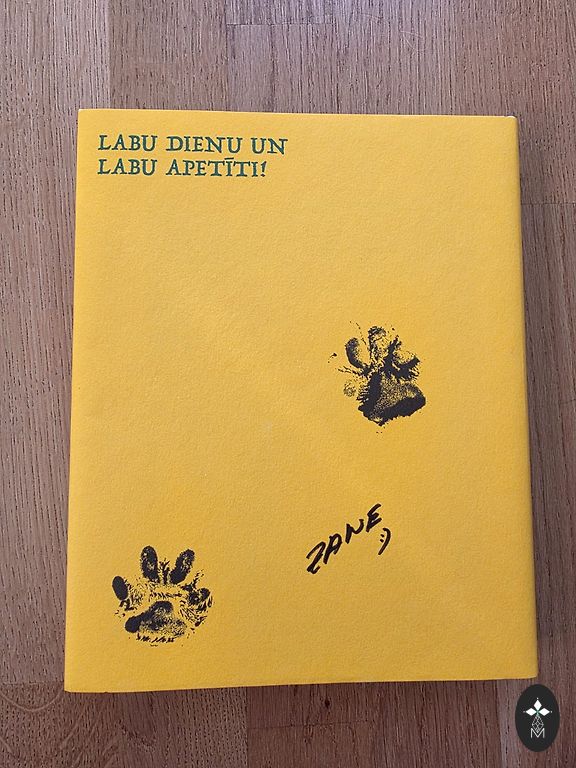 LABU DIENU UN
LABU APETĪTI!
ZANE
:)